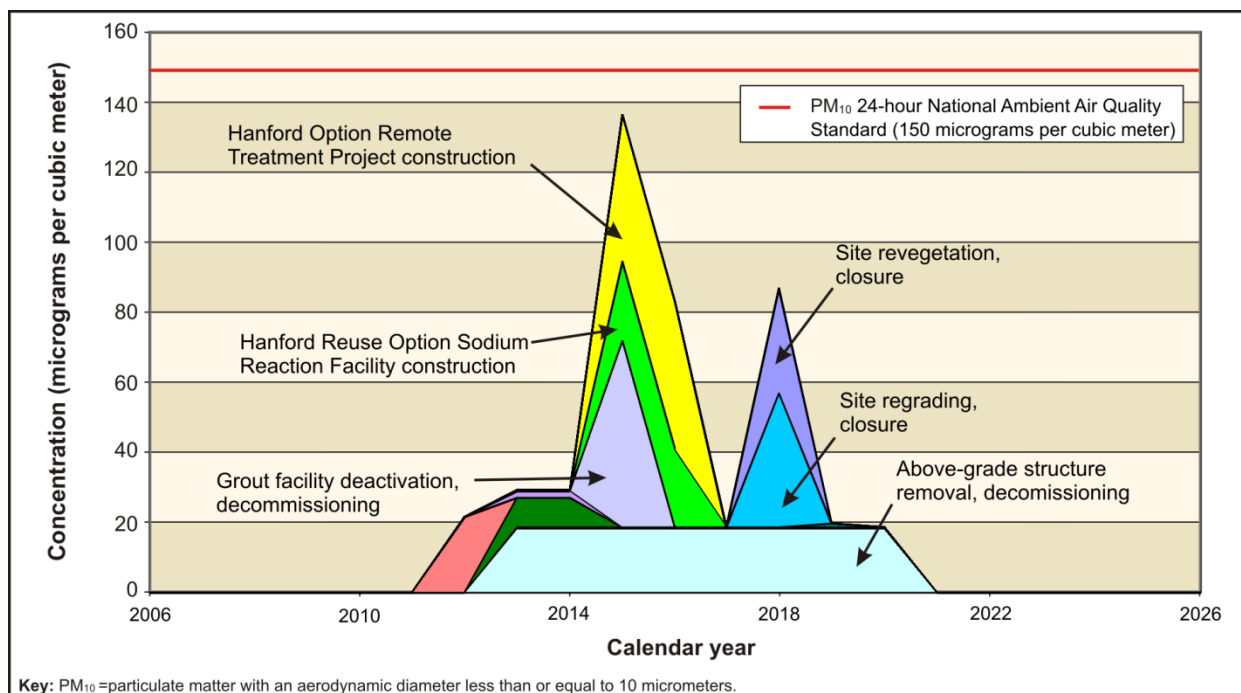 160
140
120
100
80
60
40
20
0
Concentration (micrograms per cubic meter)
PM₁₀ 24-hour National Ambient Air Quality
Standard (150 micrograms per cubic meter)
Hanford Option Remote
Treatment Project construction
Site revegetation,
closure
Hanford Reuse Option Sodium
Reaction Facility construction
Site regrading,
closure
Grout facility deactivation,
decommissioning
Above-grade structure
removal, decomissioning
2006 2010 2014 2018 2022 2026
Calendar year
Key: PM₁₀ =particulate matter with an aerodynamic diameter less than or equal to 10 micrometers.